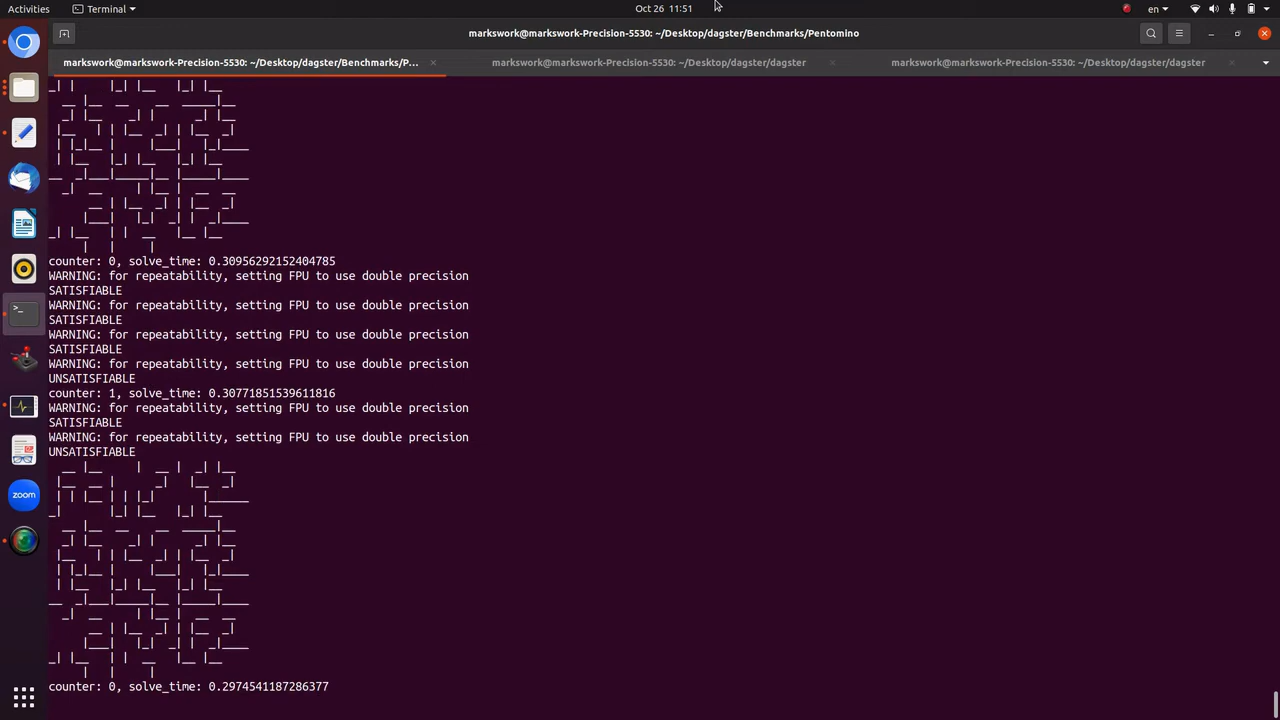 Activities
Terminal
Oct 26 11:51
en
markswork@markswork-Precision-5530: ~/Desktop/dagster/Benchmarks/Pentomino
markswork@markswork-Precision-5530: ~/Desktop/dagster/Benchmarks/P...
markswork@markswork-Precision-5530: ~/Desktop/dagster/dagster
markswork@markswork-Precision-5530: ~/Desktop/dagster/dagster
counter: 0, solve_time: 0.30956292152404785
WARNING: for repeatability, setting FPU to use double precision
SATISFIABLE
WARNING: for repeatability, setting FPU to use double precision
SATISFIABLE
WARNING: for repeatability, setting FPU to use double precision
SATISFIABLE
WARNING: for repeatability, setting FPU to use double precision
UNSATISFIABLE
counter: 1, solve_time: 0.30771851539611816
WARNING: for repeatability, setting FPU to use double precision
SATISFIABLE
WARNING: for repeatability, setting FPU to use double precision
UNSATISFIABLE
counter: 0, solve_time: 0.2974541187286377
zoom